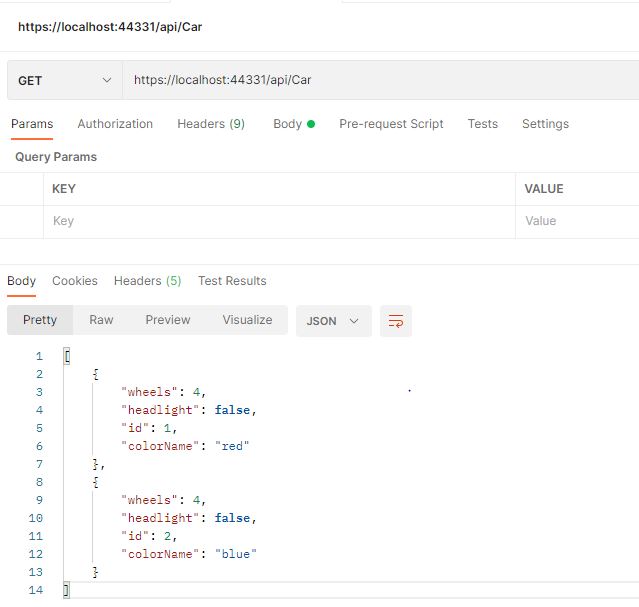 https://localhost:44331/api/Car
GET https://localhost:44331/api/Car
Params Authorization Headers (9) Body Pre-request Script Tests Settings
Query Params
KEY VALUE
Key Value
Body Cookies Headers (5) Test Results
Pretty Raw Preview Visualize JSON
1 [
2 {
3 "wheels": 4,
4 "headlight": false,
5 "id": 1,
6 "colorName": "red"
7 },
8 {
9 "wheels": 4,
10 "headlight": false,
11 "id": 2,
12 "colorName": "blue"
13 }
14 ]